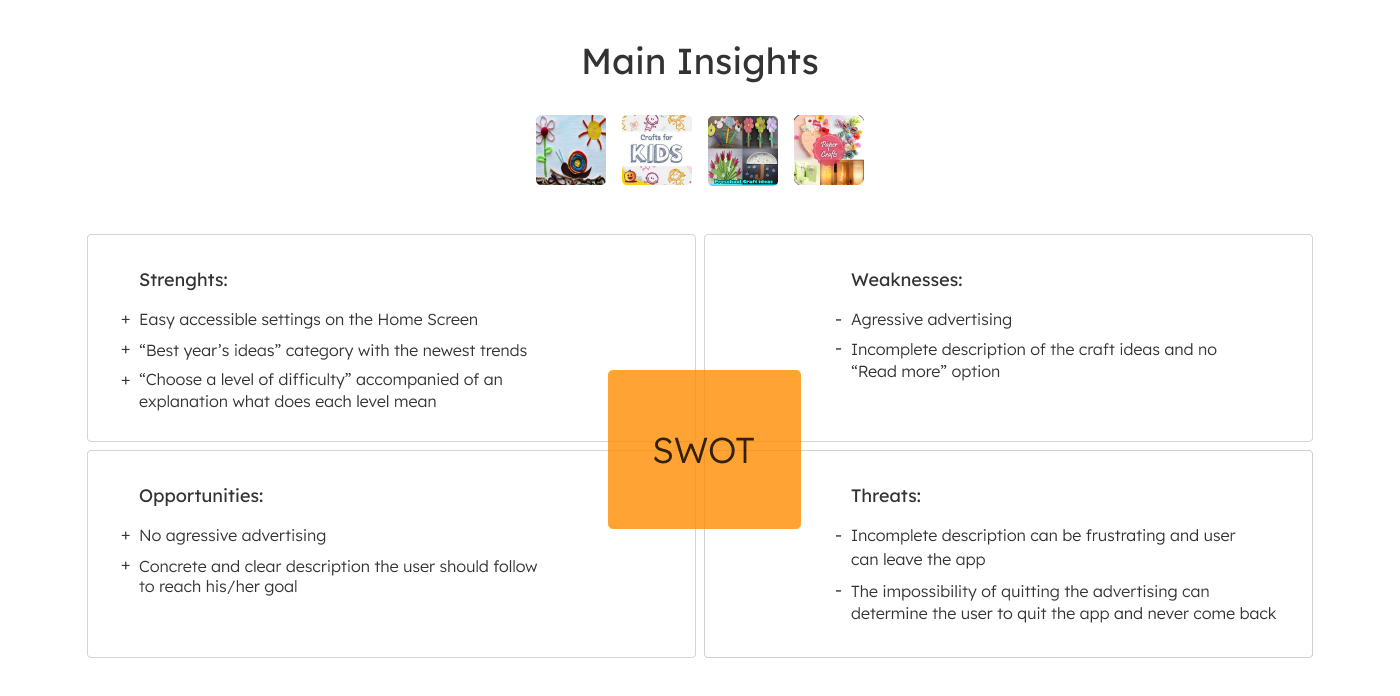 Main Insights
Crafts for
KIDS
Preschool Craft Ideas
Paper
Crafts
Strenghts:
+ Easy accessible settings on the Home Screen
+ “Best year’s ideas” category with the newest trends
+ “Choose a level of difficulty” accompanied of an
explanation what does each level mean
Weaknesses:
- Agressive advertising
- Incomplete description of the craft ideas and no
“Read more” option
SWOT
Opportunities:
+ No agressive advertising
+ Concrete and clear description the user should follow
to reach his/her goal
Threats:
- Incomplete description can be frustrating and user
can leave the app
- The impossibility of quitting the advertising can
determine the user to quit the app and never come back